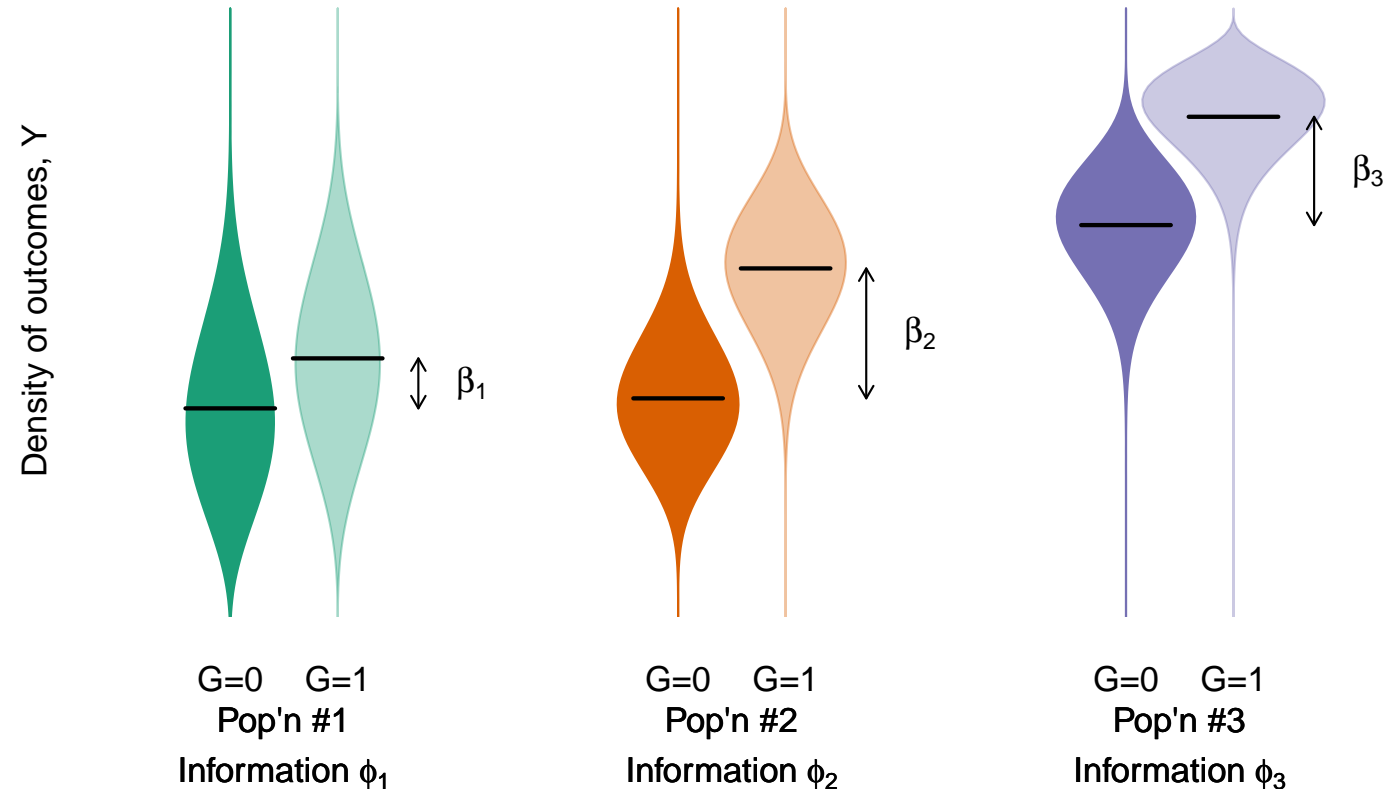 Density of outcomes, Y
β₁
β₂
β₃
G=0 G=1
Pop'n #1
Information ϕ₁
G=0 G=1
Pop'n #2
Information ϕ₂
G=0 G=1
Pop'n #3
Information ϕ₃